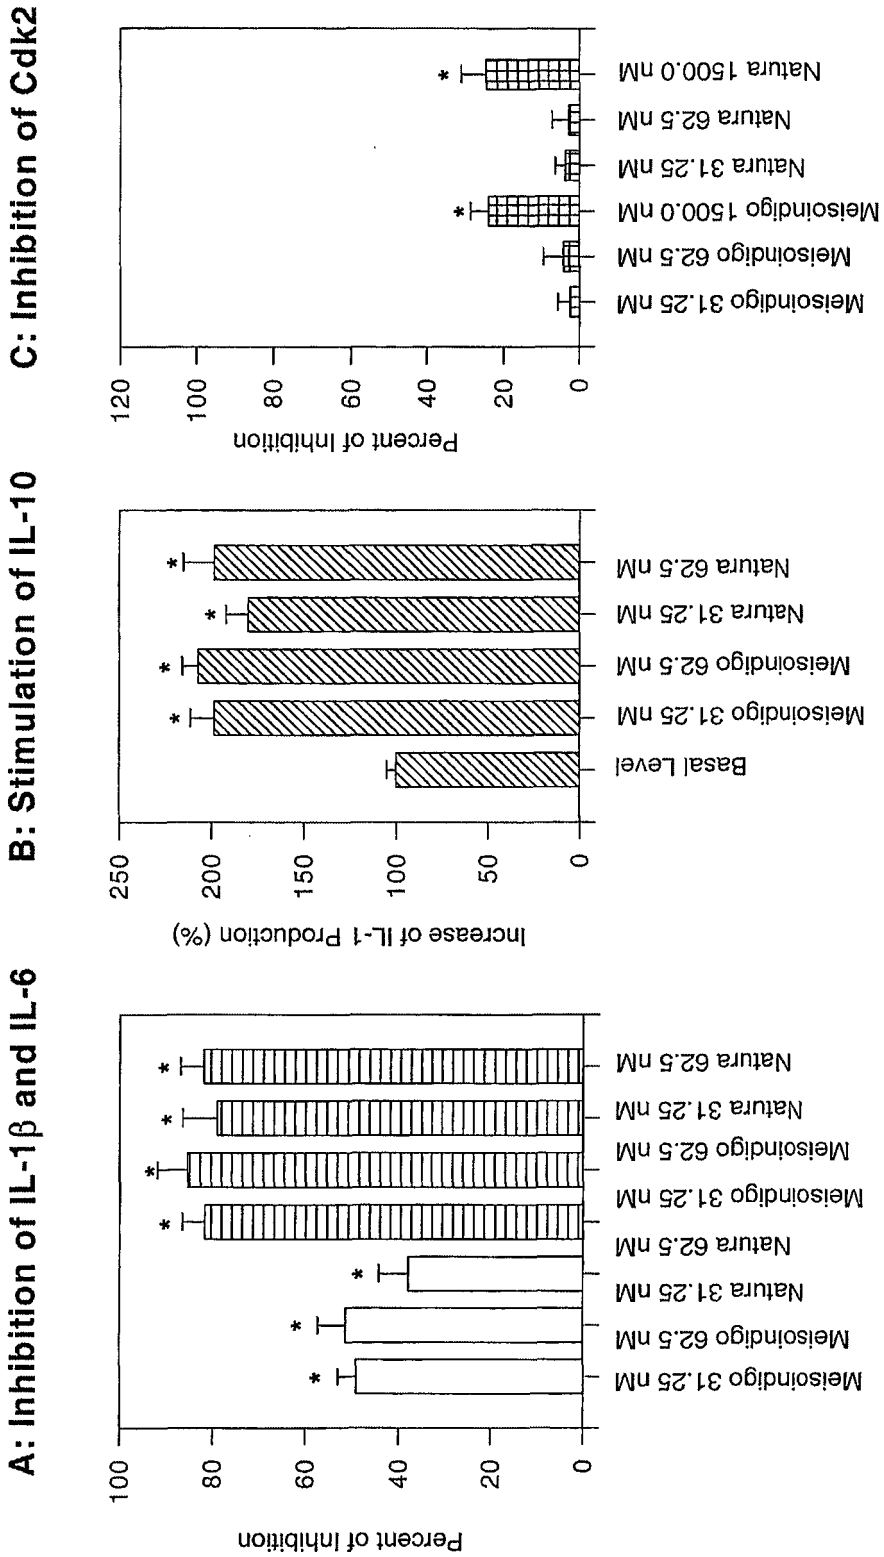 A: Inhibition of IL-1β and IL-6
Percent of Inhibition
100
80
60
40
20
0
Meisoindigo 31.25 nM
Meisoindigo 62.5 nM
Natura 31.25 nM
Natura 62.5 nM
Meisoindigo 31.25 nM
Meisoindigo 62.5 nM
Natura 31.25 nM
Natura 62.5 nM
B: Stimulation of IL-10
Increase of IL-1 Production (%)
250
200
150
100
50
0
Basal Level
Meisoindigo 31.25 nM
Meisoindigo 62.5 nM
Natura 31.25 nM
Natura 62.5 nM
C: Inhibition of Cdk2
Percent of Inhibition
120
100
80
60
40
20
0
Meisoindigo 31.25 nM
Meisoindigo 62.5 nM
Meisoindigo 1500.0 nM
Natura 31.25 nM
Natura 62.5 nM
Natura 1500.0 nM